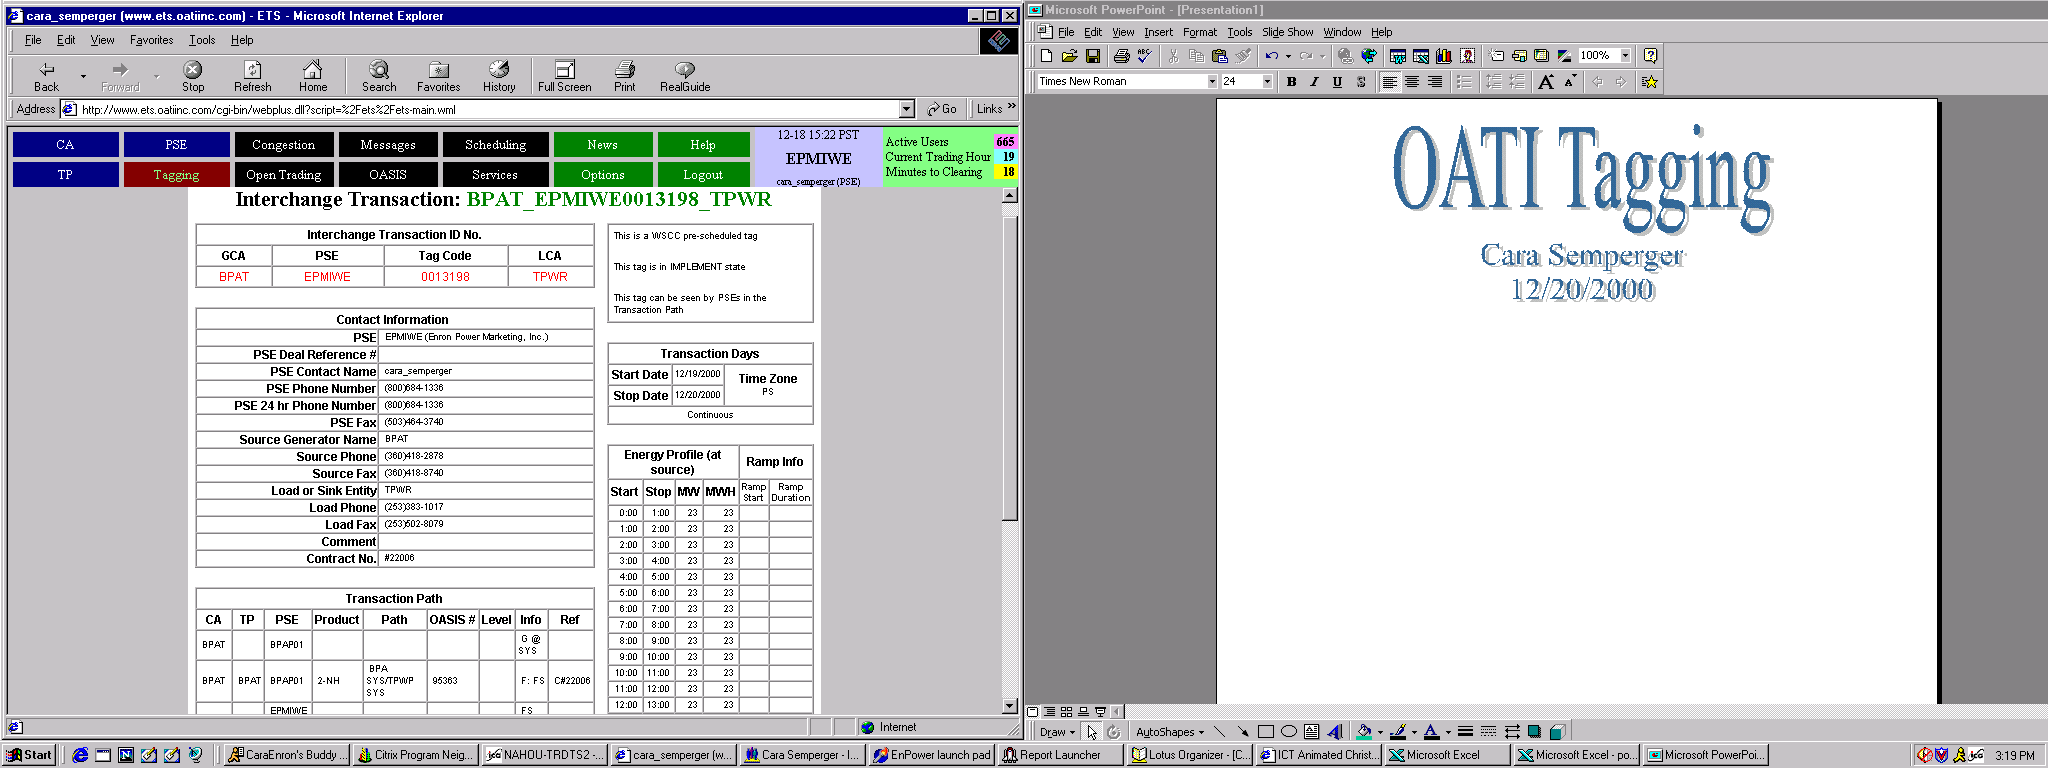 cara_semperger (www.ets.oatiinc.com) - ETS - Microsoft Internet Explorer
File Edit View Favorites Tools Help
Back Forward Stop Refresh Home Search Favorites History Full Screen Print RealGuide
Address http://www.ets.oatiinc.com/cgi-bin/webplus.dll?script=%2Fets%2Fets-main.wml Go Links »
CA PSE Congestion Messages Scheduling News Help
TP Tagging Open Trading OASIS Services Options Logout
12-18 15:22 PST
EPMIWE
cara_semperger (PSE)
Active Users 665
Current Trading Hour 19
Minutes to Clearing 18
Interchange Transaction: BPAT_EPMIWE0013198_TPWR
Interchange Transaction ID No.
GCA PSE Tag Code LCA
BPAT EPMIWE 0013198 TPWR
Contact Information
PSE EPMIWE (Enron Power Marketing, Inc.)
PSE Deal Reference #
PSE Contact Name cara_semperger
PSE Phone Number (800)684-1336
PSE 24 hr Phone Number (800)684-1336
PSE Fax (503)464-3740
Source Generator Name BPAT
Source Phone (360)418-2878
Source Fax (360)418-8740
Load or Sink Entity TPWR
Load Phone (253)383-1017
Load Fax (253)502-8079
Comment
Contract No. #22006
Transaction Path
CA TP PSE Product Path OASIS # Level Info Ref
BPAT BPAP01 G @ SYS
BPAT BPAT BPAP01 2-NH BPA SYS/TPWP SYS 95363 F: FS C#22006
EPMIWE FS
This is a WSCC pre-scheduled tag
This tag is in IMPLEMENT state
This tag can be seen by PSEs in the
Transaction Path
Transaction Days
Start Date 12/19/2000 Time Zone
Stop Date 12/20/2000 PS
Continuous
Energy Profile (at source) Ramp Info
Start Stop MW MWH Ramp Start Ramp Duration
0:00 1:00 23 23
1:00 2:00 23 23
2:00 3:00 23 23
3:00 4:00 23 23
4:00 5:00 23 23
5:00 6:00 23 23
6:00 7:00 23 23
7:00 8:00 23 23
8:00 9:00 23 23
9:00 10:00 23 23
10:00 11:00 23 23
11:00 12:00 23 23
12:00 13:00 23 23
Internet
Microsoft PowerPoint - [Presentation1]
File Edit View Insert Format Tools Slide Show Window Help
100%
Times New Roman 24 B I U S
OATI Tagging
Cara Semperger
12/20/2000
Draw AutoShapes
Start CaraEnron's Buddy ... Citrix Program Neig... NAHOU-TRDTS2 -... cara_semperger (w... Cara Semperger - I... EnPower launch pad Report Launcher Lotus Organizer - [C... ICT Animated Christ... Microsoft Excel Microsoft Excel - po... Microsoft PowerPoi... 3:19 PM